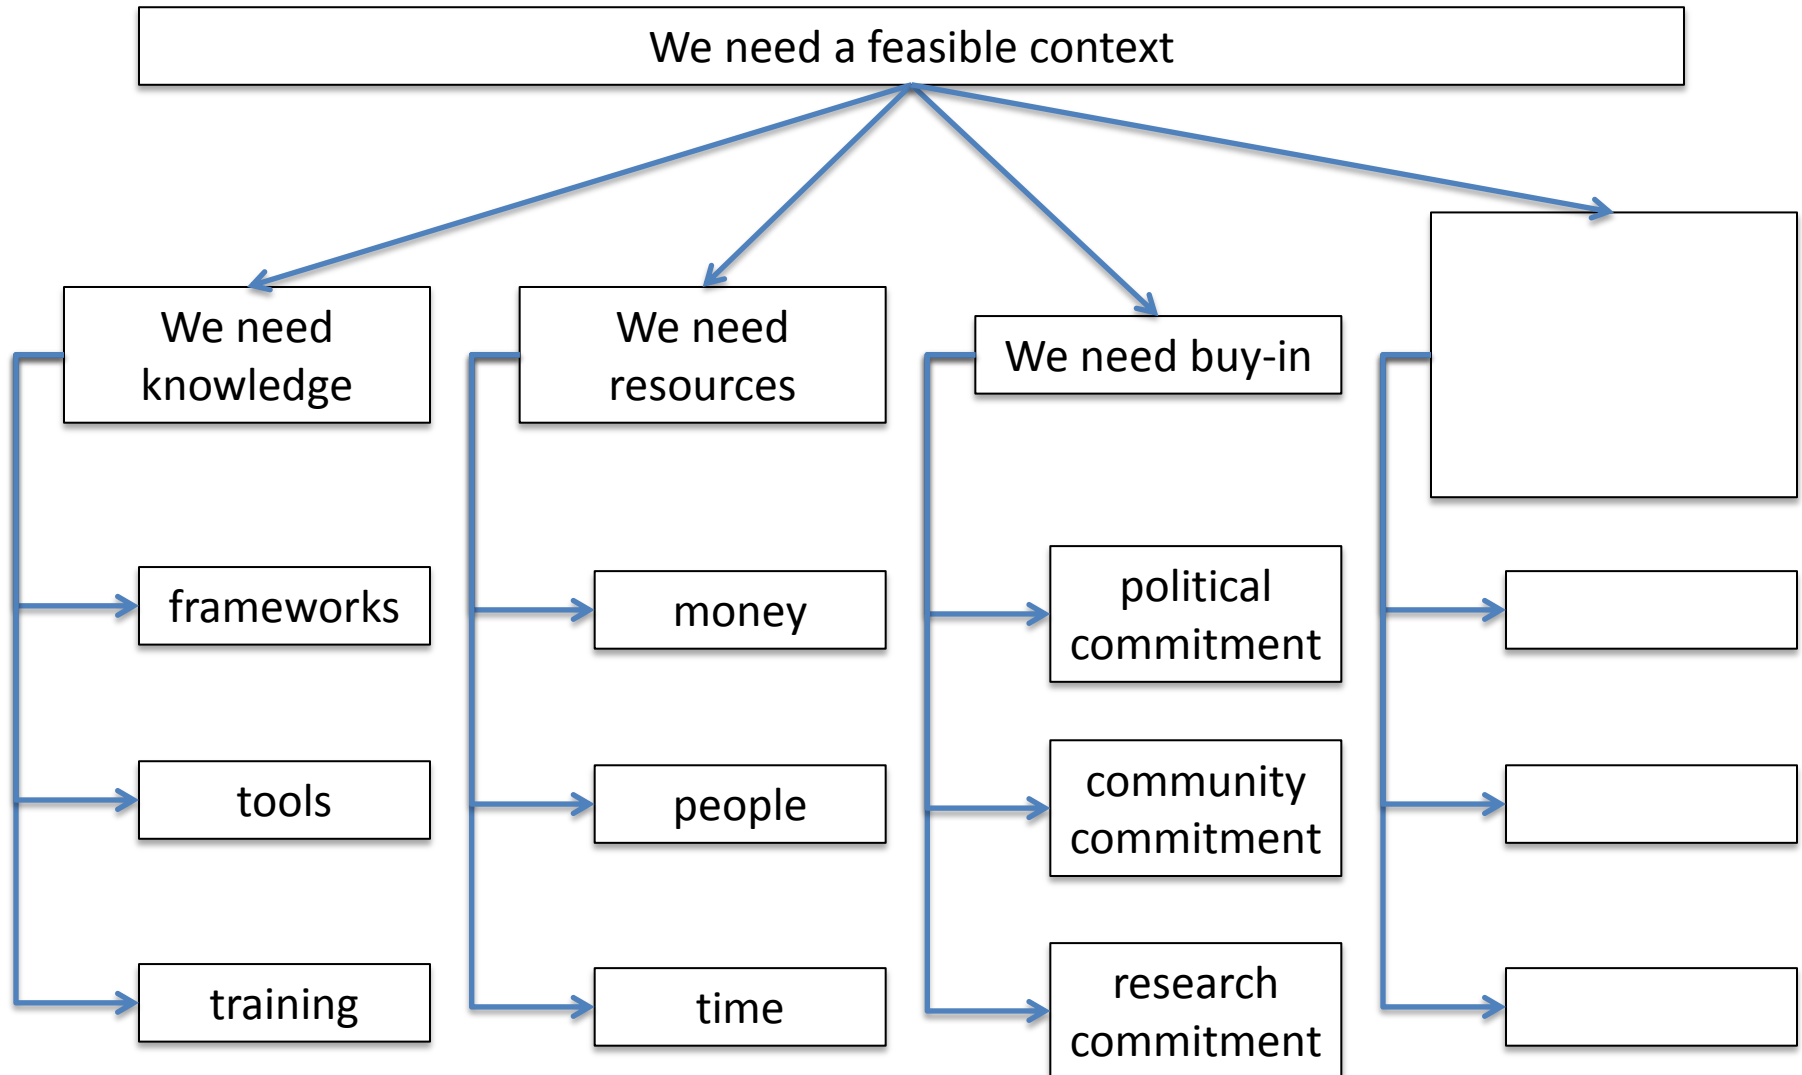 We need a feasible context
We need
knowledge
We need
resources
We need buy-in
frameworks
tools
training
money
people
time
political
commitment
community
commitment
research
commitment